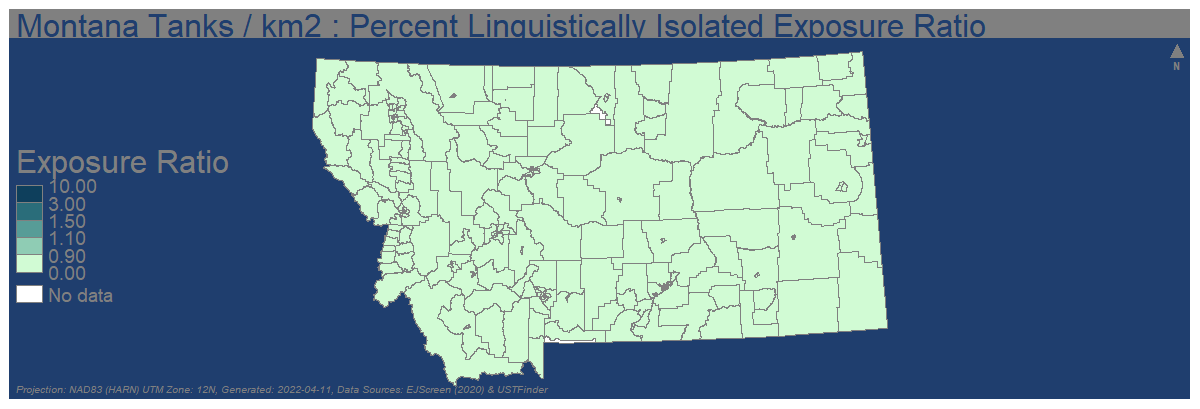 Montana Tanks / km2 : Percent Linguistically Isolated Exposure Ratio
N
Exposure Ratio
10.00
3.00
1.50
1.10
0.90
0.00
No data
Projection: NAD83 (HARN) UTM Zone: 12N, Generated: 2022-04-11, Data Sources: EJScreen (2020) & USTFinder